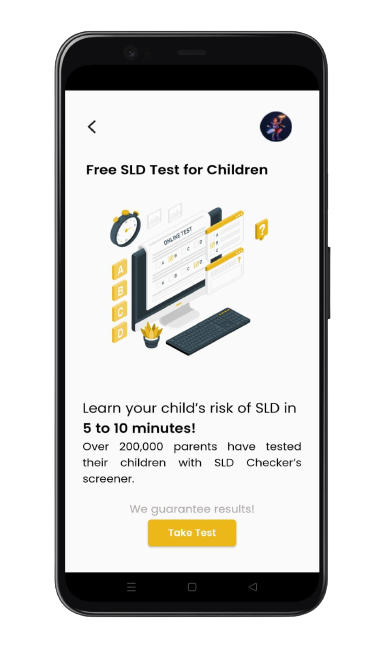 Free SLD Test for Children
ONLINE TEST
A B C D
A B C D
A
B
C
D
?
?
Learn your child's risk of SLD in
5 to 10 minutes!
Over 200,000 parents have tested
their children with SLD Checker's
screener.
We guarantee results!
Take Test